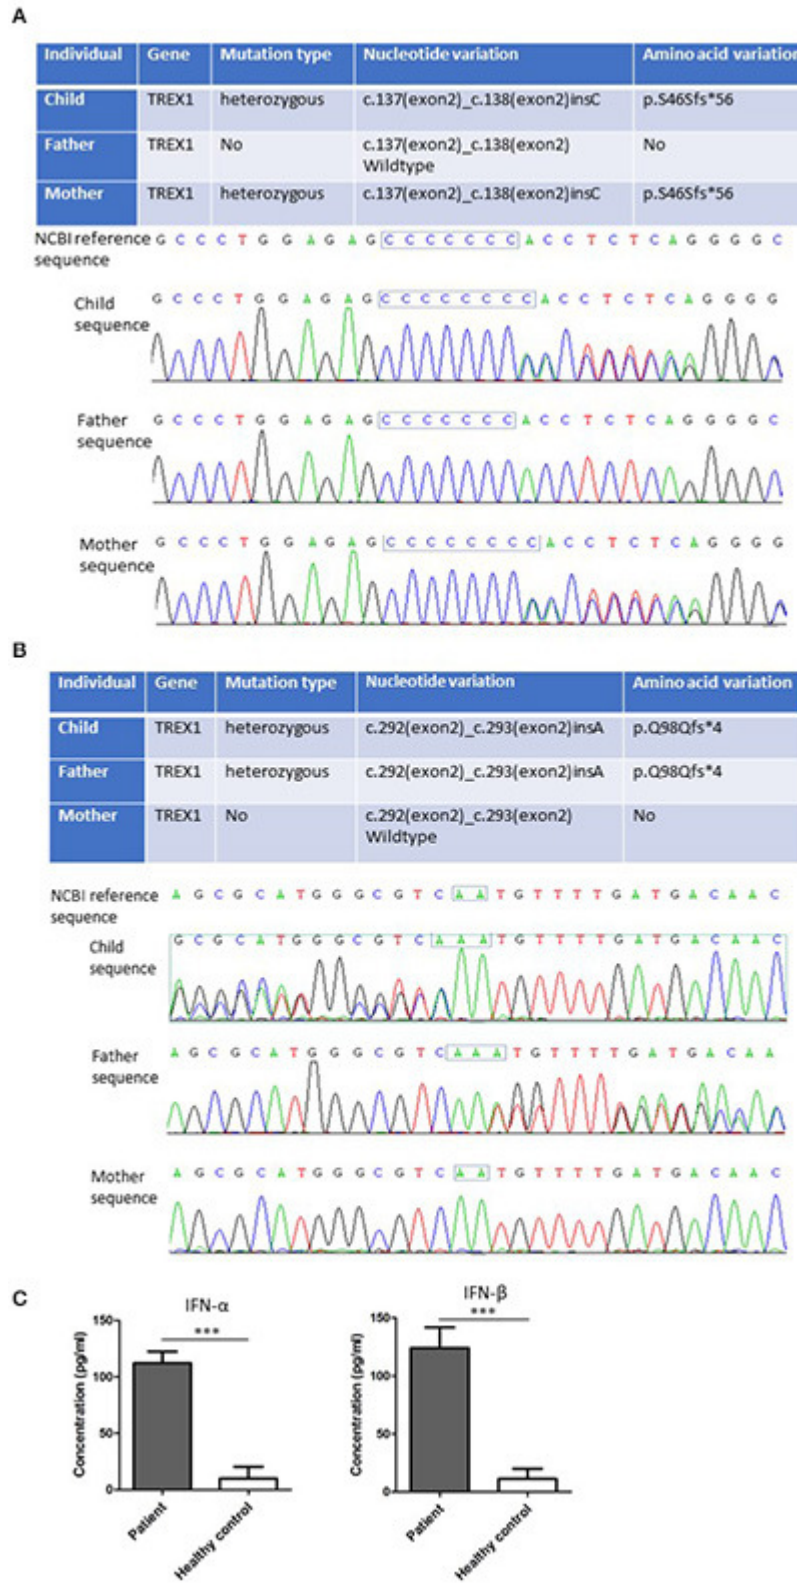 A
Individual Gene Mutation type Nucleotide variation Amino acid variation
Child TREX1 heterozygous c.137(exon2)_c.138(exon2)insC p.S46Sfs*56
Father TREX1 No c.137(exon2)_c.138(exon2) No
Wildtype
Mother TREX1 heterozygous c.137(exon2)_c.138(exon2)insC p.S46Sfs*56
NCBI reference G C C C T G G A G A G C C C C C C C A C C T C T C A G G G G C
sequence
Child G C C C T G G A G A G C C C C C C C C A C C T C T C A G G G G
sequence
Father G C C C T G G A G A G C C C C C C C A C C T C T C A G G G G C
sequence
Mother G C C C T G G A G A G C C C C C C C C A C C T C T C A G G G G
sequence
B
Individual Gene Mutation type Nucleotide variation Amino acid variation
Child TREX1 heterozygous c.292(exon2)_c.293(exon2)insA p.Q98Qfs*4
Father TREX1 heterozygous c.292(exon2)_c.293(exon2)insA p.Q98Qfs*4
Mother TREX1 No c.292(exon2)_c.293(exon2) No
Wildtype
NCBI reference A G C G C A T G G G C G T C A A T G T T T T G A T G A C A A C
sequence
Child G C G C A T G G G C G T C A A A T G T T T T G A T G A C A A C
sequence
Father A G C G C A T G G G C G T C A A A T G T T T T G A T G A C A A
sequence
Mother A G C G C A T G G G C G T C A A T G T T T T G A T G A C A A C
sequence
C
IFN-α
***
Concentration (pg/ml)
150
100
50
0
Patient
Healthy control
IFN-β
***
Concentration (pg/ml)
150
100
50
0
Patient
Healthy control